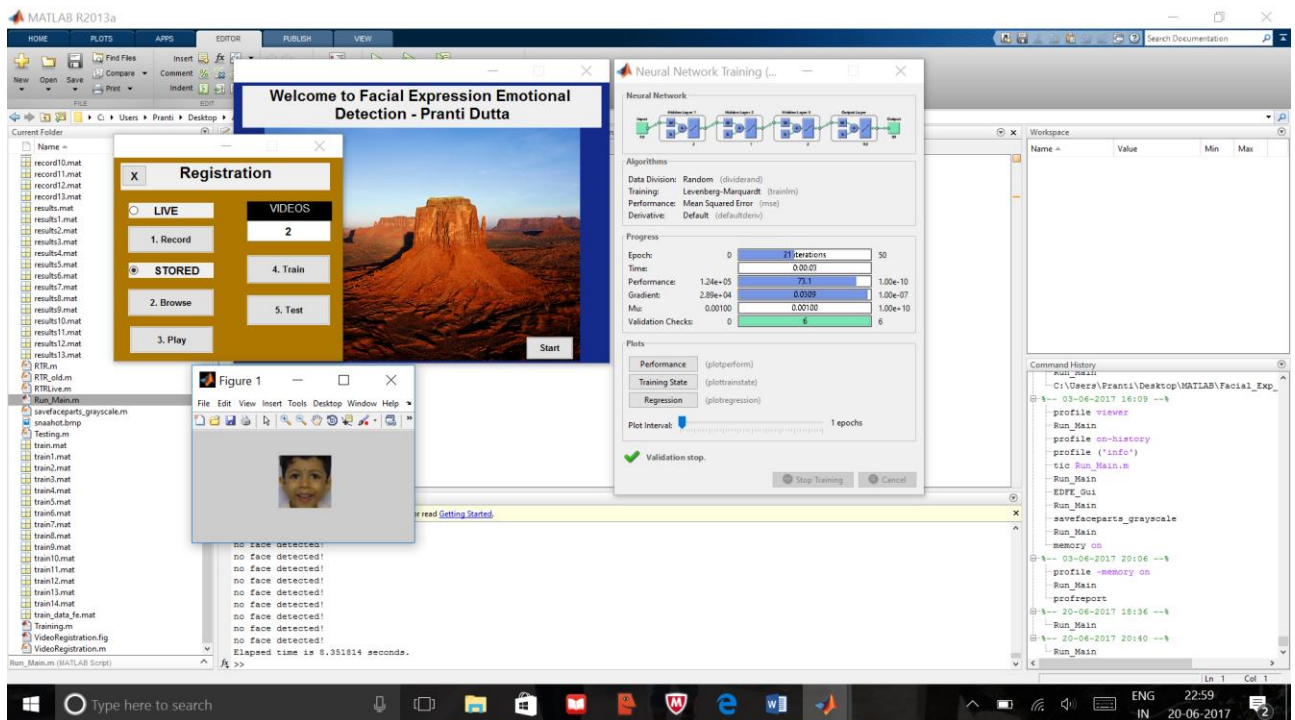 MATLAB R2013a
HOME PLOTS APPS EDITOR PUBLISH VIEW
Search Documentation
New Open Save
Find Files
Compare
Print
Insert
Comment
Indent
FILE
EDIT
C: Users Pranti Desktop
Current Folder
Name
record10.mat
record11.mat
record12.mat
record13.mat
results.mat
results1.mat
results2.mat
results3.mat
results4.mat
results5.mat
results6.mat
results7.mat
results8.mat
results9.mat
results10.mat
results11.mat
results12.mat
results13.mat
RTR.m
RTR_old.m
RTRLive.m
Run_Main.m
savefaceparts_grayscale.m
snaahot.bmp
Testing.m
train.mat
train1.mat
train2.mat
train3.mat
train4.mat
train5.mat
train6.mat
train7.mat
train8.mat
train9.mat
train10.mat
train11.mat
train12.mat
train13.mat
train14.mat
train_data_fe.mat
Training.m
VideoRegistration.fig
VideoRegistration.m
Run_Main.m (MATLAB Script)
Welcome to Facial Expression Emotional
Detection - Pranti Dutta
Start
X Registration
LIVE
VIDEOS
1. Record
2
STORED
4. Train
2. Browse
5. Test
3. Play
Figure 1
File Edit View Insert Tools Desktop Window Help
or read Getting Started.
no face detected!
no face detected!
no face detected!
no face detected!
no face detected!
no face detected!
no face detected!
no face detected!
no face detected!
Elapsed time is 8.351814 seconds.
fx >>
Neural Network Training (...
Neural Network
Input Hidden Layer 1 Hidden Layer 2 Hidden Layer 3 Output Layer Output
Algorithms
Data Division: Random (dividerand)
Training: Levenberg-Marquardt (trainlm)
Performance: Mean Squared Error (mse)
Derivative: Default (defaultderiv)
Progress
Epoch: 0 21 iterations 50
Time: 0:00:03
Performance: 1.24e+05 73.1 1.00e-10
Gradient: 2.89e+04 0.0309 1.00e-07
Mu: 0.00100 0.00100 1.00e+10
Validation Checks: 0 6 6
Plots
Performance (plotperform)
Training State (plottrainstate)
Regression (plotregression)
Plot Interval: 1 epochs
Validation stop.
Stop Training Cancel
Workspace
Name Value Min Max
Command History
Run_Main
C:\Users\Pranti\Desktop\MATLAB\Facial_Exp_
%-- 03-06-2017 16:09 --%
profile viewer
Run_Main
profile on-history
profile ('info')
tic Run_Main.m
Run_Main
EDFE_Gui
Run_Main
savefaceparts_grayscale
Run_Main
memory on
%-- 03-06-2017 20:06 --%
profile -memory on
Run_Main
profreport
%-- 20-06-2017 18:36 --%
Run_Main
%-- 20-06-2017 20:40 --%
Run_Main
Ln 1 Col 1
Type here to search
ENG
IN
22:59
20-06-2017
2